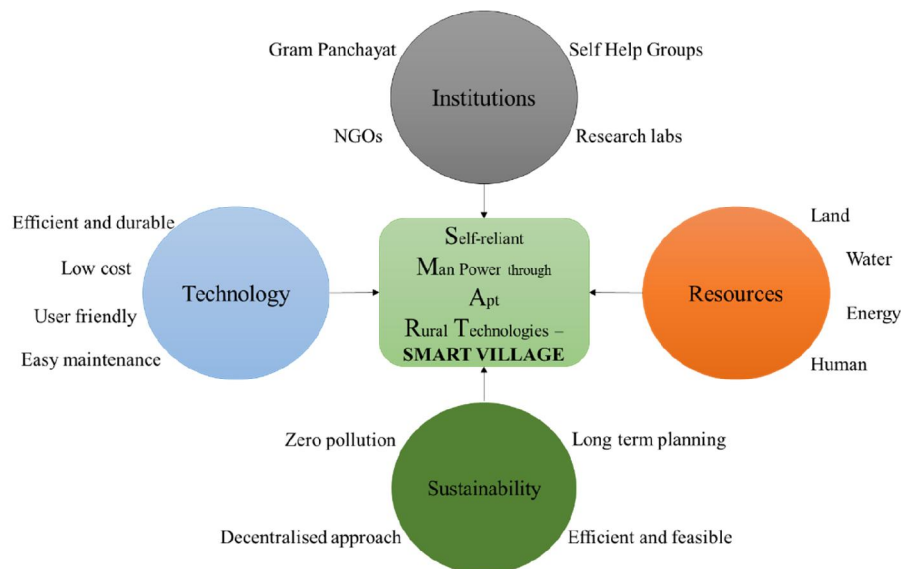 Gram Panchayat
Self Help Groups
Institutions
NGOs
Research labs
Efficient and durable
Low cost
Technology
User friendly
Easy maintenance
Self-reliant
Man Power through
Apt
Rural Technologies –
SMART VILLAGE
Land
Water
Resources
Energy
Human
Zero pollution
Long term planning
Sustainability
Decentralised approach
Efficient and feasible